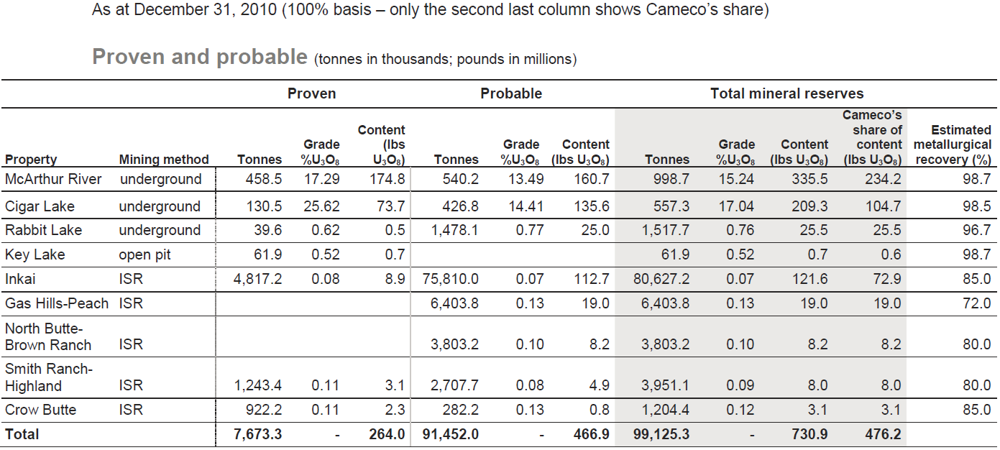 As at December 31, 2010 (100% basis – only the second last column shows Cameco's share)
Proven and probable (tonnes in thousands; pounds in millions)
Proven Probable Total mineral reserves
Property Mining method Tonnes Grade %U₃O₈ Content (lbs U₃O₈) Tonnes Grade %U₃O₈ Content (lbs U₃O₈) Tonnes Grade %U₃O₈ Content (lbs U₃O₈) Cameco's share of content (lbs U₃O₈) Estimated metallurgical recovery (%)
McArthur River underground 458.5 17.29 174.8 540.2 13.49 160.7 998.7 15.24 335.5 234.2 98.7
Cigar Lake underground 130.5 25.62 73.7 426.8 14.41 135.6 557.3 17.04 209.3 104.7 98.5
Rabbit Lake underground 39.6 0.62 0.5 1,478.1 0.77 25.0 1,517.7 0.76 25.5 25.5 96.7
Key Lake open pit 61.9 0.52 0.7 61.9 0.52 0.7 0.6 98.7
Inkai ISR 4,817.2 0.08 8.9 75,810.0 0.07 112.7 80,627.2 0.07 121.6 72.9 85.0
Gas Hills-Peach ISR 6,403.8 0.13 19.0 6,403.8 0.13 19.0 19.0 72.0
North Butte-
Brown Ranch ISR 3,803.2 0.10 8.2 3,803.2 0.10 8.2 8.2 80.0
Smith Ranch-
Highland ISR 1,243.4 0.11 3.1 2,707.7 0.08 4.9 3,951.1 0.09 8.0 8.0 80.0
Crow Butte ISR 922.2 0.11 2.3 282.2 0.13 0.8 1,204.4 0.12 3.1 3.1 85.0
Total 7,673.3 - 264.0 91,452.0 - 466.9 99,125.3 - 730.9 476.2